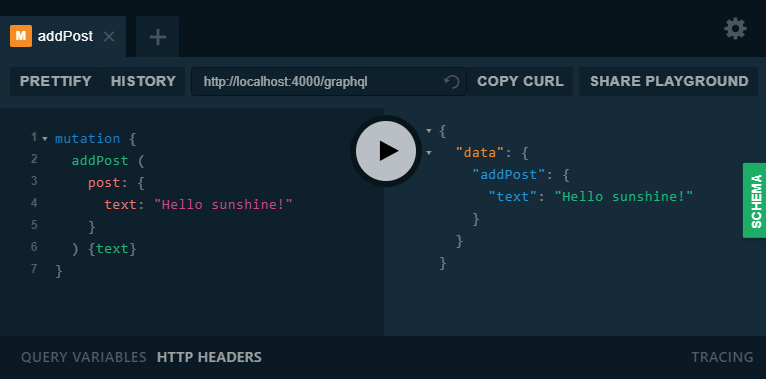 M addPost
PRETTIFY HISTORY http://localhost:4000/graphql COPY CURL SHARE PLAYGROUND
1 mutation {
2 addPost (
3 post: {
4 text: "Hello sunshine!"
5 }
6 ) {text}
7 }
{
"data": {
"addPost": {
"text": "Hello sunshine!"
}
}
}
SCHEMA
QUERY VARIABLES HTTP HEADERS TRACING